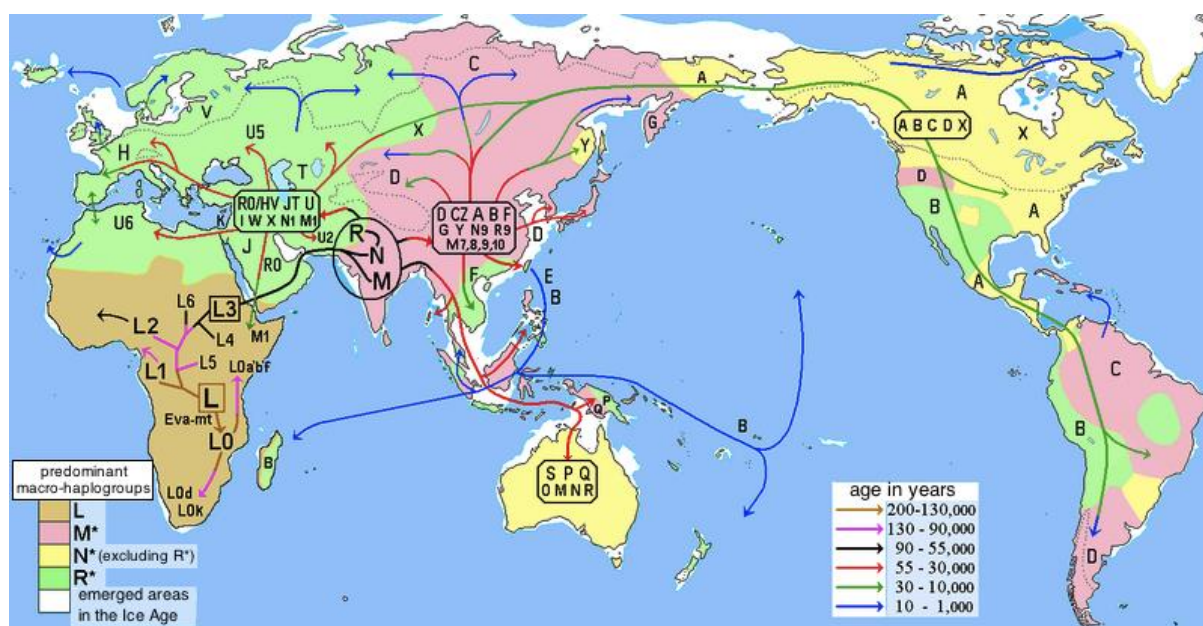 C
A
A
V
X
G
A B C D X
X
H
U5
Y
T
D
D
R0/HV JT U
I W X N1 M1
K
D CZ A B F
G Y N9 R9
M7,8,9,10
D
B
A
U6
U2
R
N
M
J
R0
F
E
B
A
L3
L6
L2
L4
M1
L5
L0abf
L1
L
Eva-mt
L0
C
P
Q
B
B
B
S P Q
O M N R
L0d
L0k
D
predominant
macro-haplogroups
L
M*
N* (excluding R*)
R*
emerged areas
in the Ice Age
age in years
200-130,000
130 - 90,000
90 - 55,000
55 - 30,000
30 - 10,000
10 - 1,000